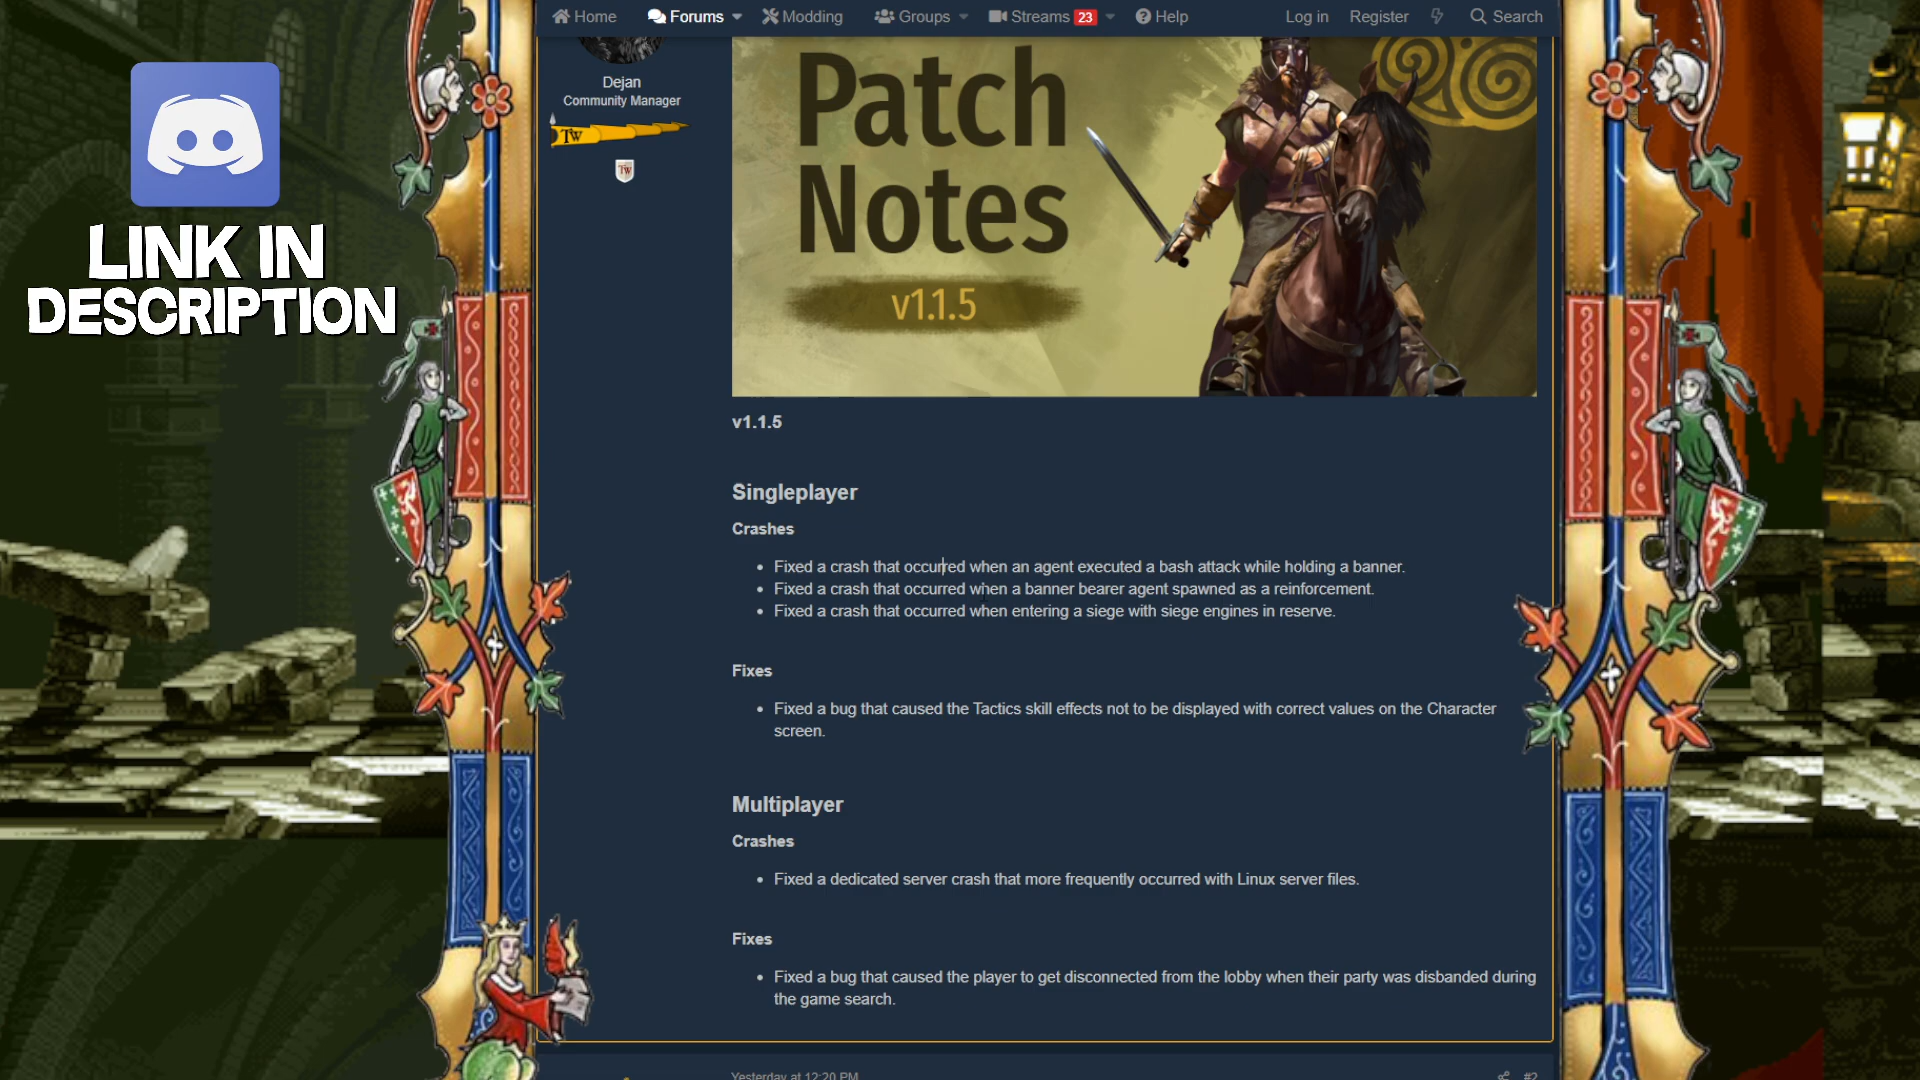 Home
Forums
Modding
Groups
Streams 23
Help
Log in
Register
Search
LINK IN
DESCRIPTION
Dejan
Community Manager
TW
TW
Patch
Notes
v1.1.5
v1.1.5
Singleplayer
Crashes
Fixed a crash that occurred when an agent executed a bash attack while holding a banner.
Fixed a crash that occurred when a banner bearer agent spawned as a reinforcement.
Fixed a crash that occurred when entering a siege with siege engines in reserve.
Fixes
Fixed a bug that caused the Tactics skill effects not to be displayed with correct values on the Character
screen.
Multiplayer
Crashes
Fixed a dedicated server crash that more frequently occurred with Linux server files.
Fixes
Fixed a bug that caused the player to get disconnected from the lobby when their party was disbanded during
the game search.
Yesterday at 12:20 PM
#2